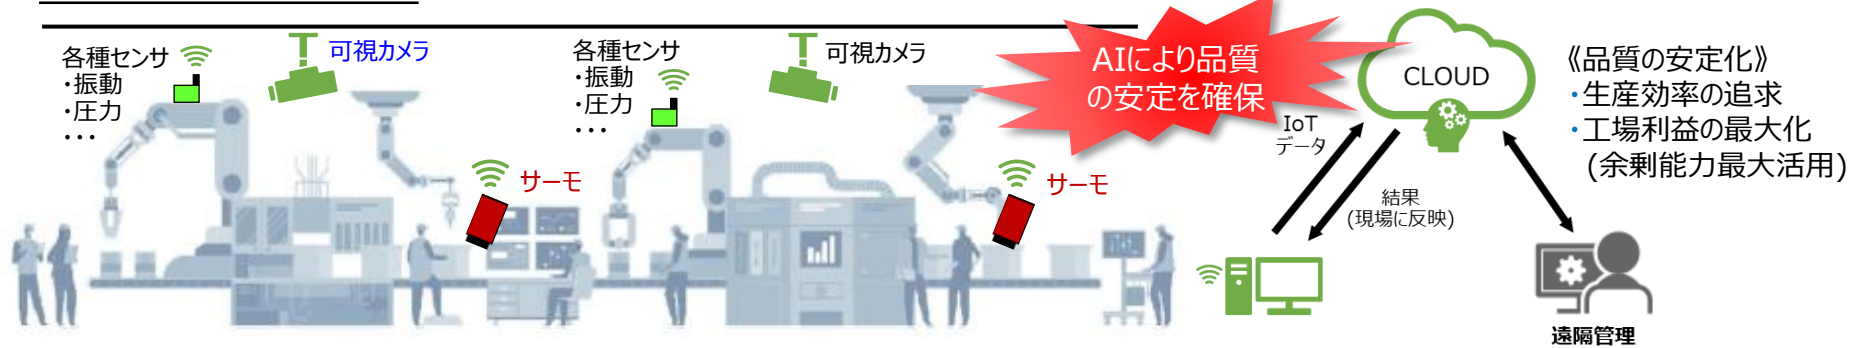 各種センサ
・振動
・圧力
・・・
可視カメラ
サーモ
各種センサ
・振動
・圧力
・・・
可視カメラ
サーモ
AIにより品質
の安定を確保
CLOUD
IoT
データ
結果
(現場に反映)
遠隔管理
《品質の安定化》
・生産効率の追求
・工場利益の最大化
(余剰能力最大活用)